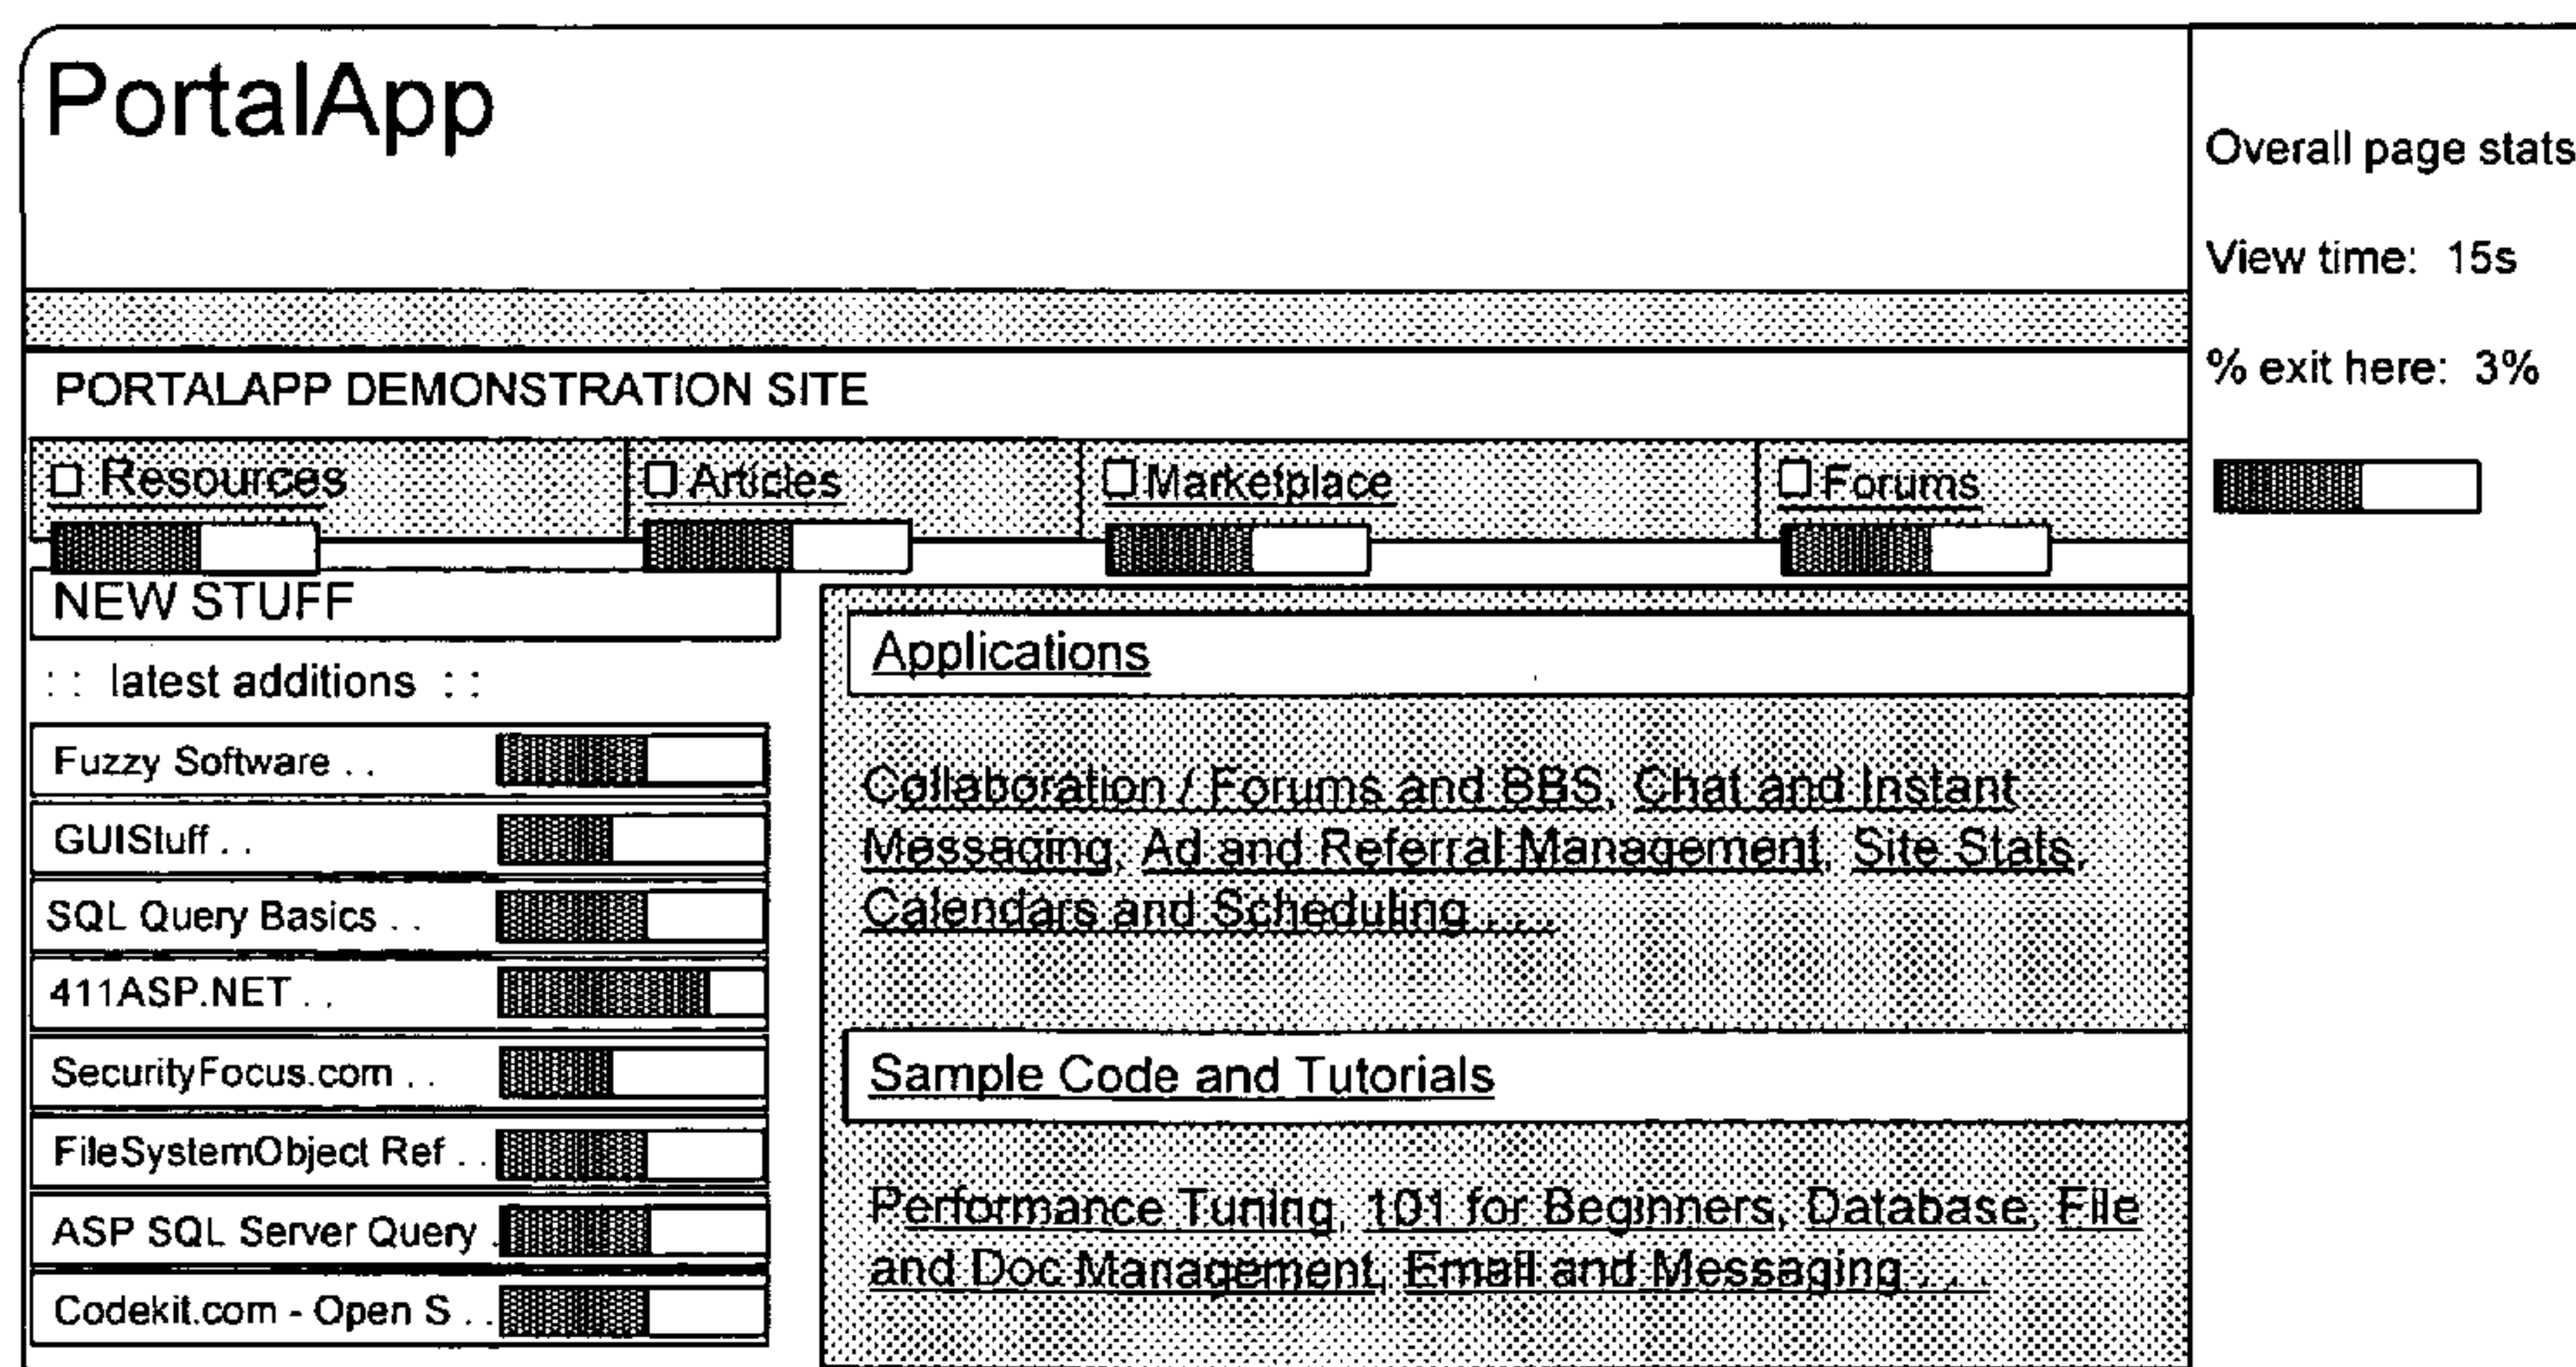 PortalApp
Overall page stats
View time: 15s
% exit here: 3%
PORTALAPP DEMONSTRATION SITE
Resources
Articles
Marketplace
Forums
NEW STUFF
: : latest additions : :
Fuzzy Software . .
GUIStuff . .
SQL Query Basics . .
411ASP.NET . .
SecurityFocus.com . .
FileSystemObject Ref . .
ASP SQL Server Query .
Codekit.com - Open S . .
Applications
Collaboration / Forums and BBS, Chat and Instant
Messaging, Ad and Referral Management, Site Stats,
Calendars and Scheduling . . .
Sample Code and Tutorials
Performance Tuning, 101 for Beginners, Database, File
and Doc Management, Email and Messaging . . .